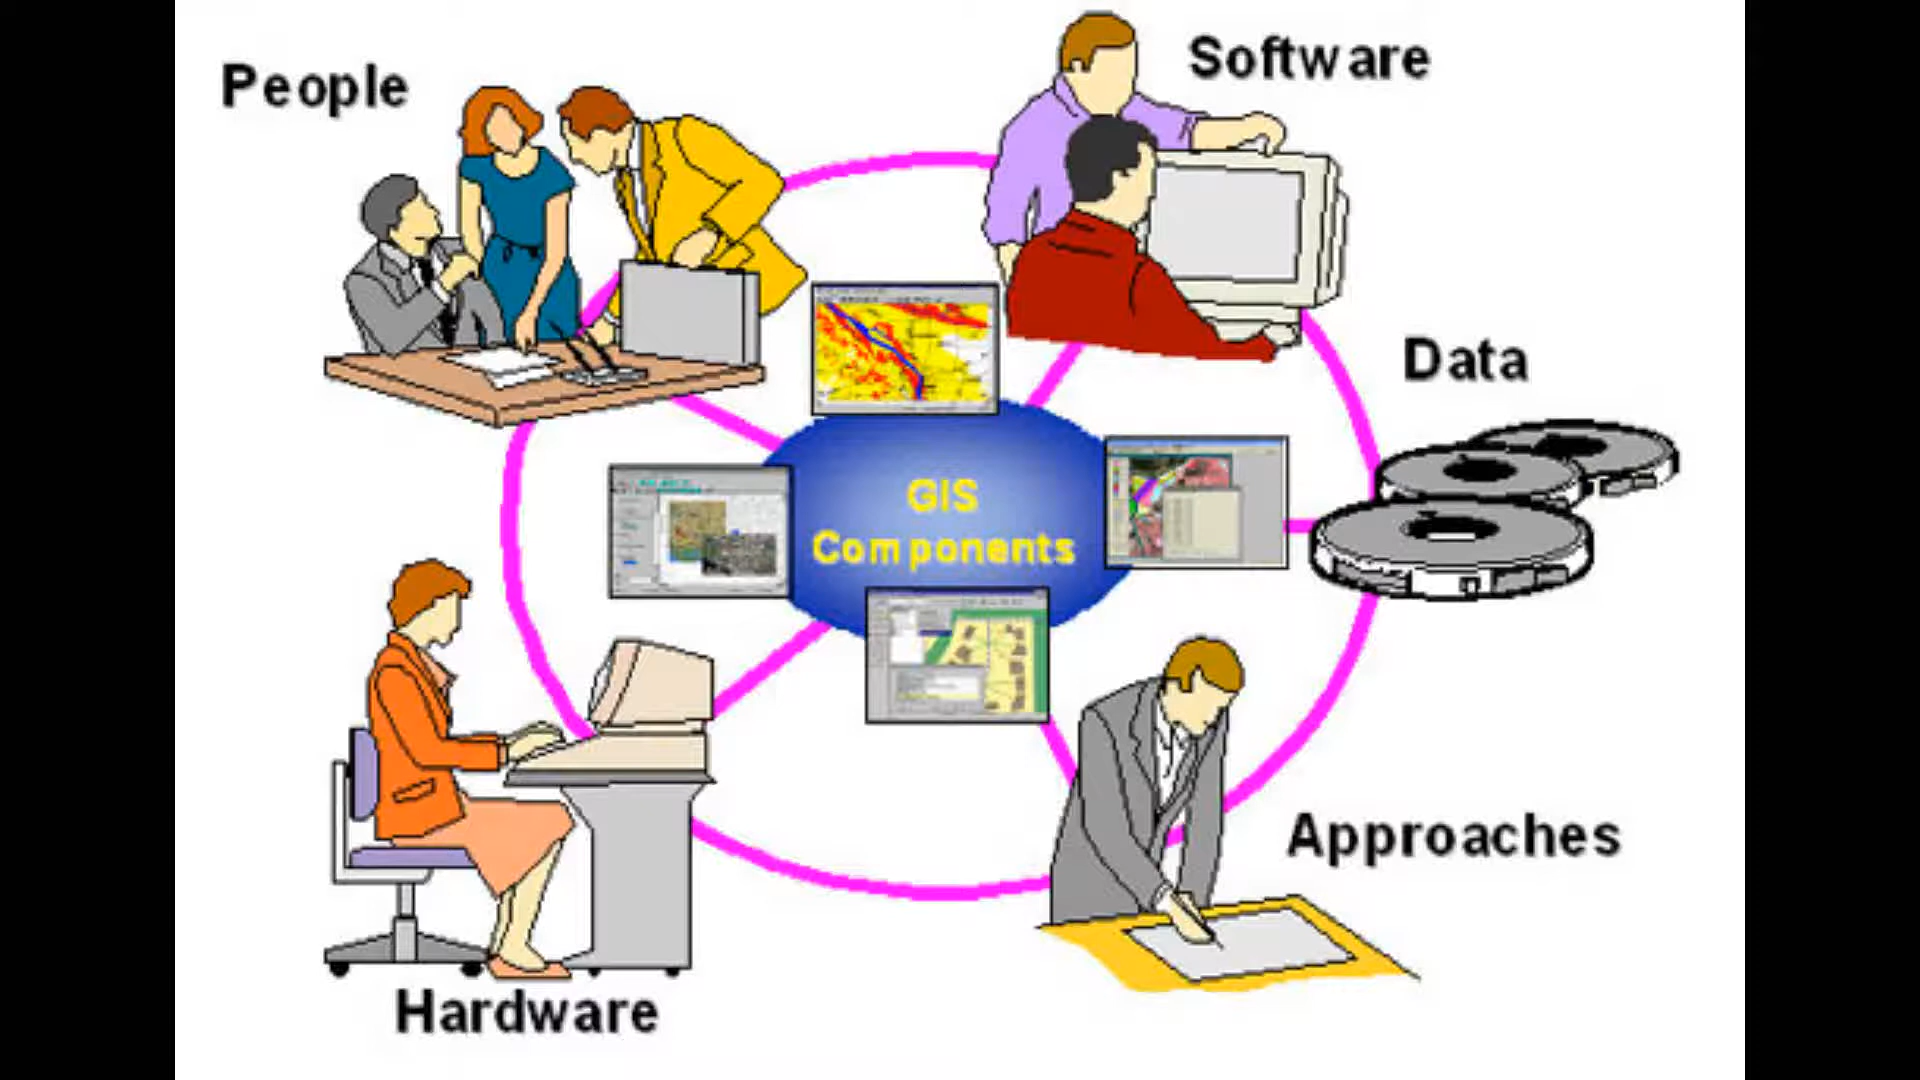 People
Software
Data
GIS
Components
Approaches
Hardware